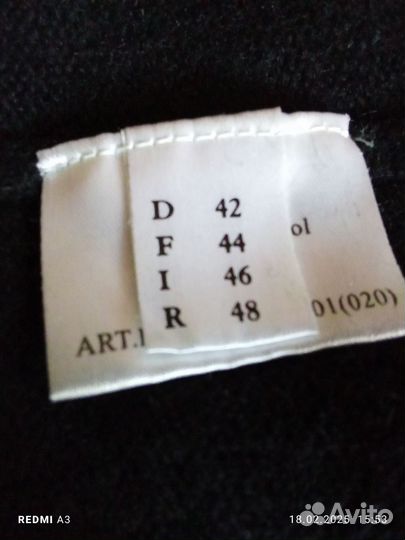 D 42
F 44
I 46
R 48
ol
ART. 01(020)
REDMI A3
18.02.2025 15:53
Avito